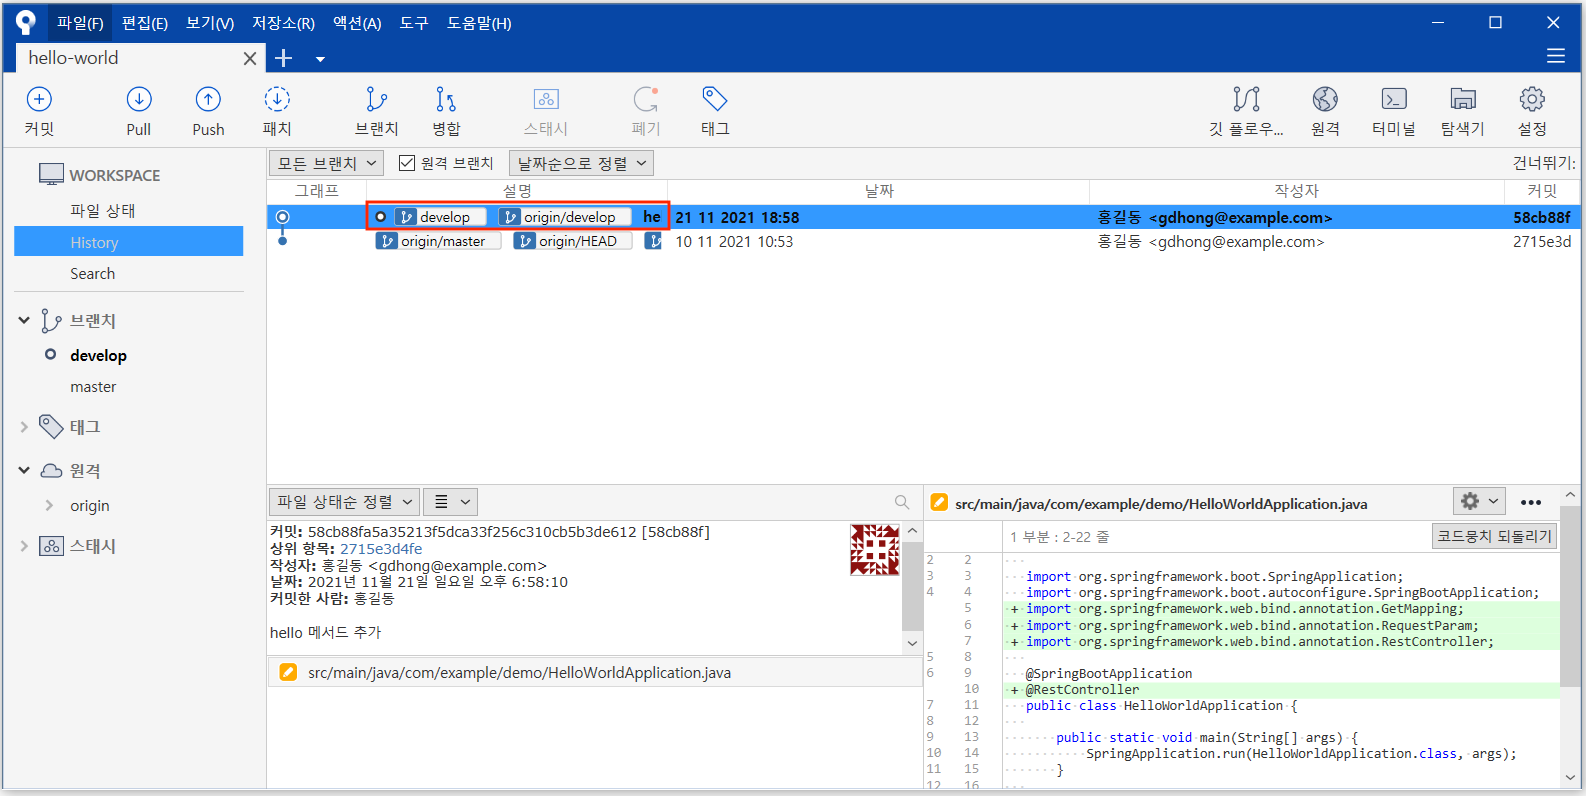 파일(F) 편집(E) 보기(V) 저장소(R) 액션(A) 도구 도움말(H)
hello-world
커밋 Pull Push 패치 브랜치 병합 스태시 폐기 태그 깃 플로우... 원격 터미널 탐색기 설정
WORKSPACE
파일 상태
History
Search
브랜치
develop
master
태그
원격
origin
스태시
모든 브랜치 원격 브랜치 날짜순으로 정렬 건너뛰기:
그래프 설명 날짜 작성자 커밋
develop origin/develop he 21 11 2021 18:58 홍길동 <gdhong@example.com> 58cb88f
origin/master origin/HEAD 10 11 2021 10:53 홍길동 <gdhong@example.com> 2715e3d
파일 상태순 정렬
커밋: 58cb88fa5a35213f5dca33f256c310cb5b3de612 [58cb88f]
상위 항목: 2715e3d4fe
작성자: 홍길동 <gdhong@example.com>
날짜: 2021년 11월 21일 일요일 오후 6:58:10
커밋한 사람: 홍길동
hello 메서드 추가
src/main/java/com/example/demo/HelloWorldApplication.java
src/main/java/com/example/demo/HelloWorldApplication.java
1 부분 : 2-22 줄 코드뭉치 되돌리기
2 2
3 3 import org.springframework.boot.SpringApplication;
4 4 import org.springframework.boot.autoconfigure.SpringBootApplication;
5 + import org.springframework.web.bind.annotation.GetMapping;
6 + import org.springframework.web.bind.annotation.RequestParam;
7 + import org.springframework.web.bind.annotation.RestController;
5 8
6 9 @SpringBootApplication
10 + @RestController
7 11 public class HelloWorldApplication {
8 12
9 13 public static void main(String[] args) {
10 14 SpringApplication.run(HelloWorldApplication.class, args);
11 15 }
12 16